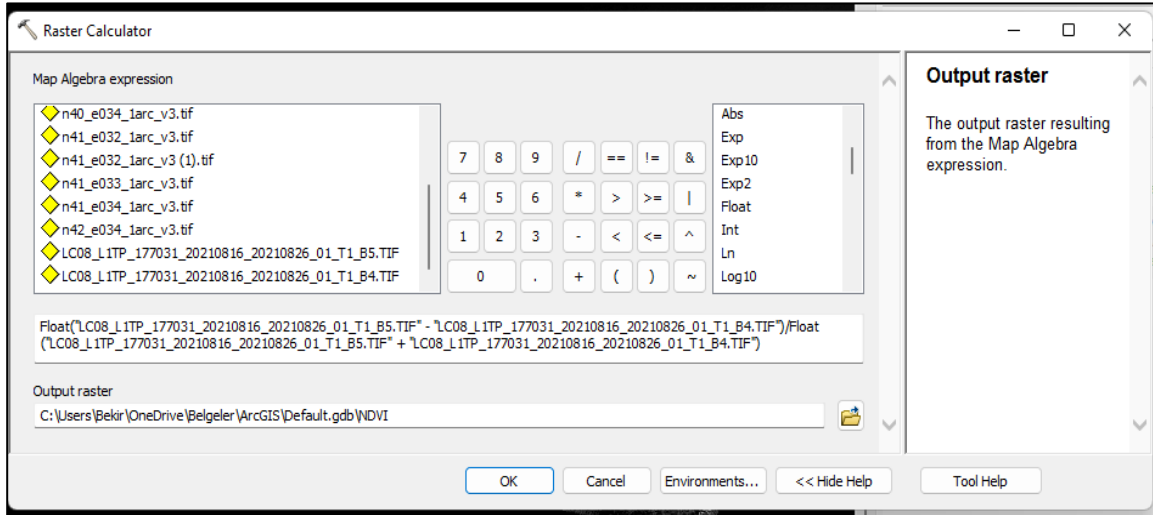 Raster Calculator
Map Algebra expression
n40_e034_1arc_v3.tif
n41_e032_1arc_v3.tif
n41_e032_1arc_v3 (1).tif
n41_e033_1arc_v3.tif
n41_e034_1arc_v3.tif
n42_e034_1arc_v3.tif
LC08_L1TP_177031_20210816_20210826_01_T1_B5.TIF
LC08_L1TP_177031_20210816_20210826_01_T1_B4.TIF
7 8 9 / == != &
4 5 6 * > >= |
1 2 3 - < <= ^
0 . + ( ) ~
Abs
Exp
Exp10
Exp2
Float
Int
Ln
Log10
Float("LC08_L1TP_177031_20210816_20210826_01_T1_B5.TIF" - "LC08_L1TP_177031_20210816_20210826_01_T1_B4.TIF")/Float
("LC08_L1TP_177031_20210816_20210826_01_T1_B5.TIF" + "LC08_L1TP_177031_20210816_20210826_01_T1_B4.TIF")
Output raster
C:\Users\Bekir\OneDrive\Belgeler\ArcGIS\Default.gdb\NDVI
OK Cancel Environments... << Hide Help Tool Help
Output raster
The output raster resulting
from the Map Algebra
expression.